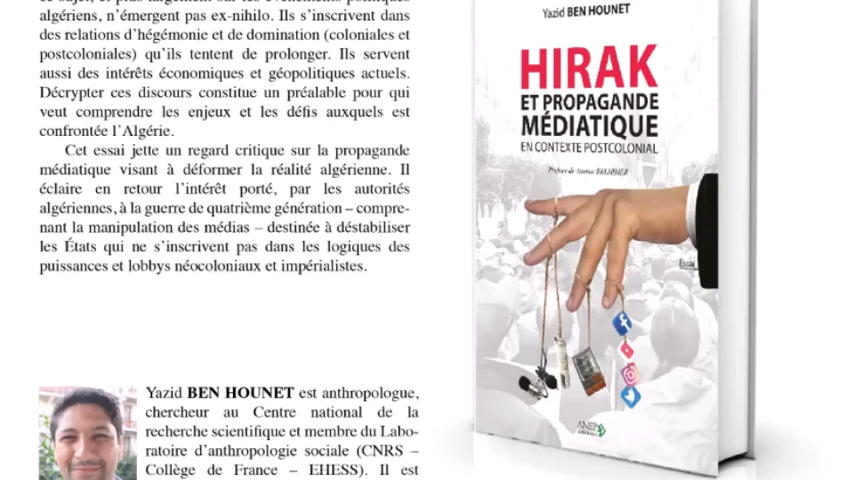 algériens, n'émergent pas ex-nihilo. Ils s'inscrivent dans
des relations d'hégémonie et de domination (coloniales et
postcoloniales) qu'ils tentent de prolonger. Ils servent
aussi des intérêts économiques et géopolitiques actuels.
Décrypter ces discours constitue un préalable pour qui
veut comprendre les enjeux et les défis auxquels est
confrontée l'Algérie.
Cet essai jette un regard critique sur la propagande
médiatique visant à déformer la réalité algérienne. Il
éclaire en retour l'intérêt porté, par les autorités
algériennes, à la guerre de quatrième génération – compre-
nant la manipulation des médias – destinée à déstabiliser
les États qui ne s'inscrivent pas dans les logiques des
puissances et lobbys néocoloniaux et impérialistes.
Yazid BEN HOUNET est anthropologue,
chercheur au Centre national de la
recherche scientifique et membre du Labo-
ratoire d'anthropologie sociale (CNRS –
Collège de France – EHESS). Il est
Yazid BEN HOUNET
HIRAK
ET PROPAGANDE
MÉDIATIQUE
EN CONTEXTE POSTCOLONIAL
Préface de Ammar BELHIMER
Essai
ANEP